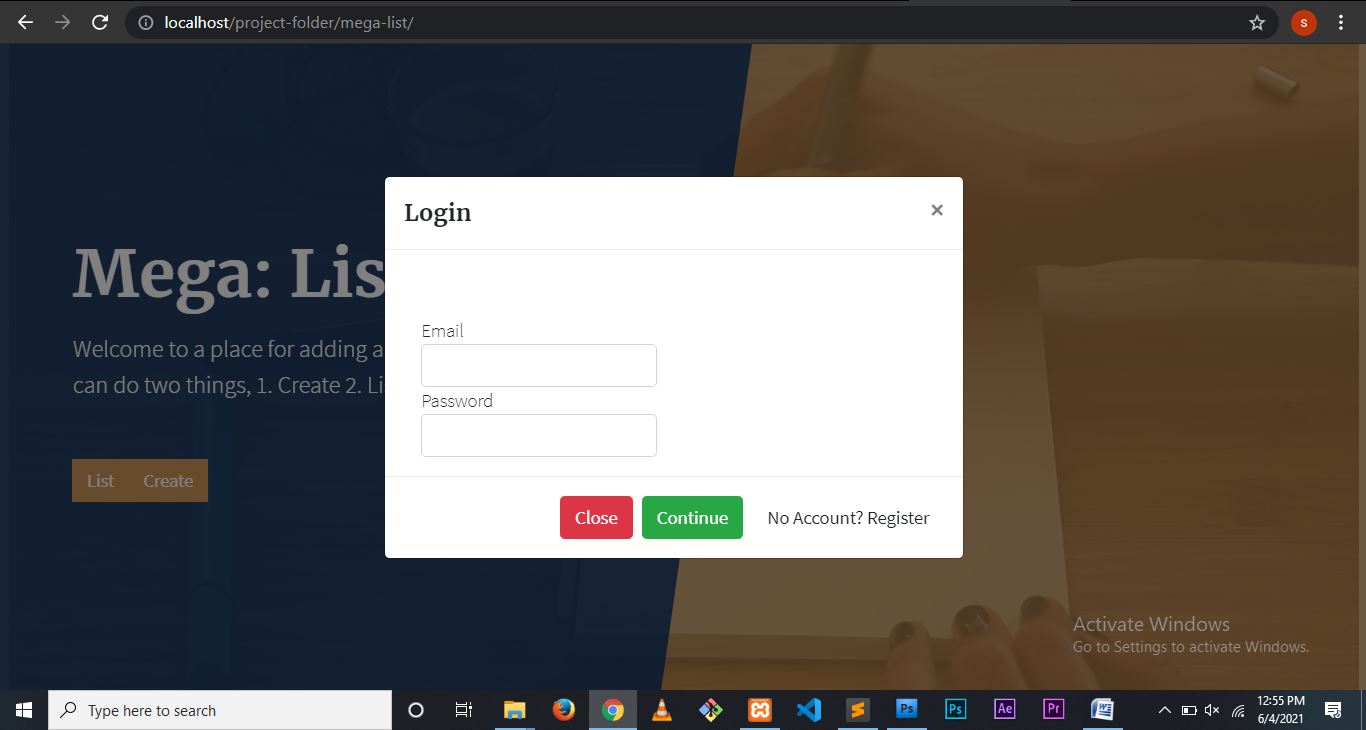 localhost/project-folder/mega-list/
s
Login
×
Mega: Lis
Welcome to a place for adding a
can do two things, 1. Create 2. Li
List Create
Email
Password
Close Continue No Account? Register
Activate Windows
Go to Settings to activate Windows.
Type here to search
Ps Ps Ae Pr W
12:55 PM
6/4/2021